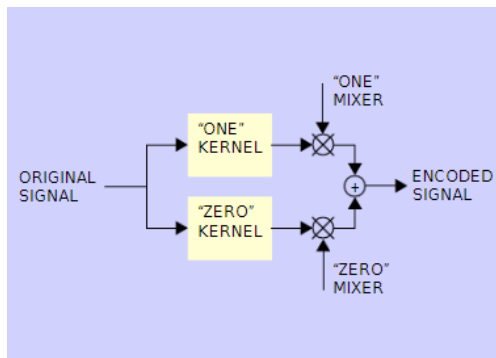 “ONE”
MIXER
“ONE”
KERNEL
ORIGINAL
SIGNAL
ENCODED
SIGNAL
+
“ZERO”
KERNEL
“ZERO”
MIXER